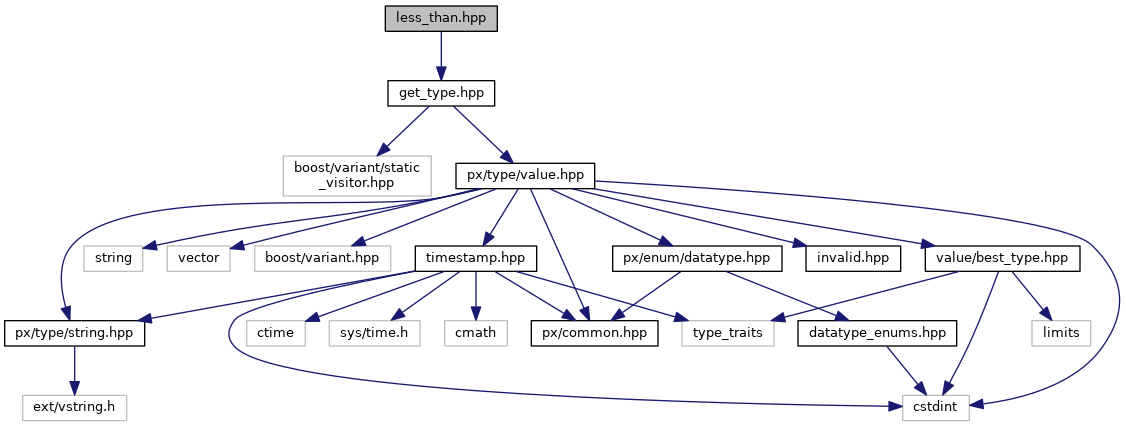 less_than.hpp
get_type.hpp
boost/variant/static
_visitor.hpp
px/type/value.hpp
string
vector
boost/variant.hpp
timestamp.hpp
px/enum/datatype.hpp
invalid.hpp
value/best_type.hpp
px/type/string.hpp
ctime
sys/time.h
cmath
px/common.hpp
type_traits
datatype_enums.hpp
limits
ext/vstring.h
cstdint